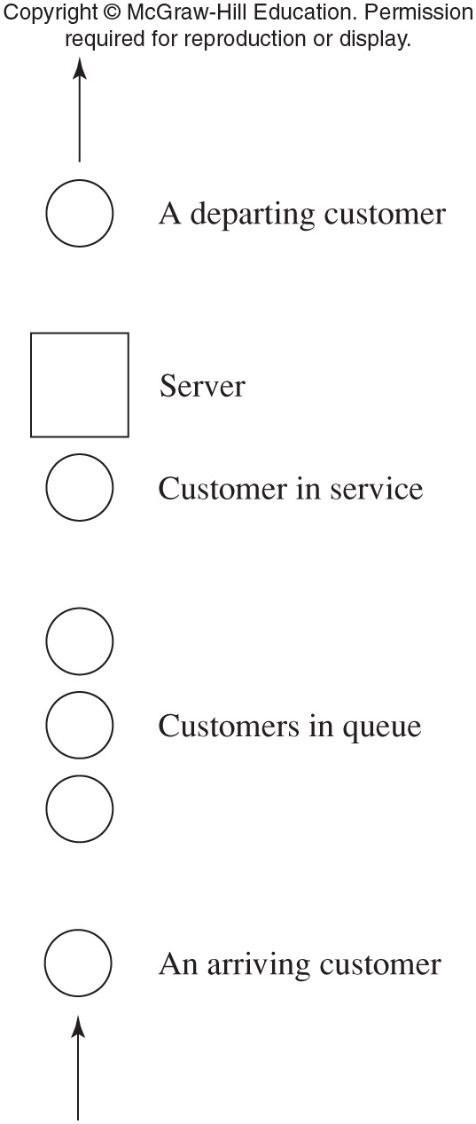 Copyright © McGraw-Hill Education. Permission
required for reproduction or display.
A departing customer
Server
Customer in service
Customers in queue
An arriving customer